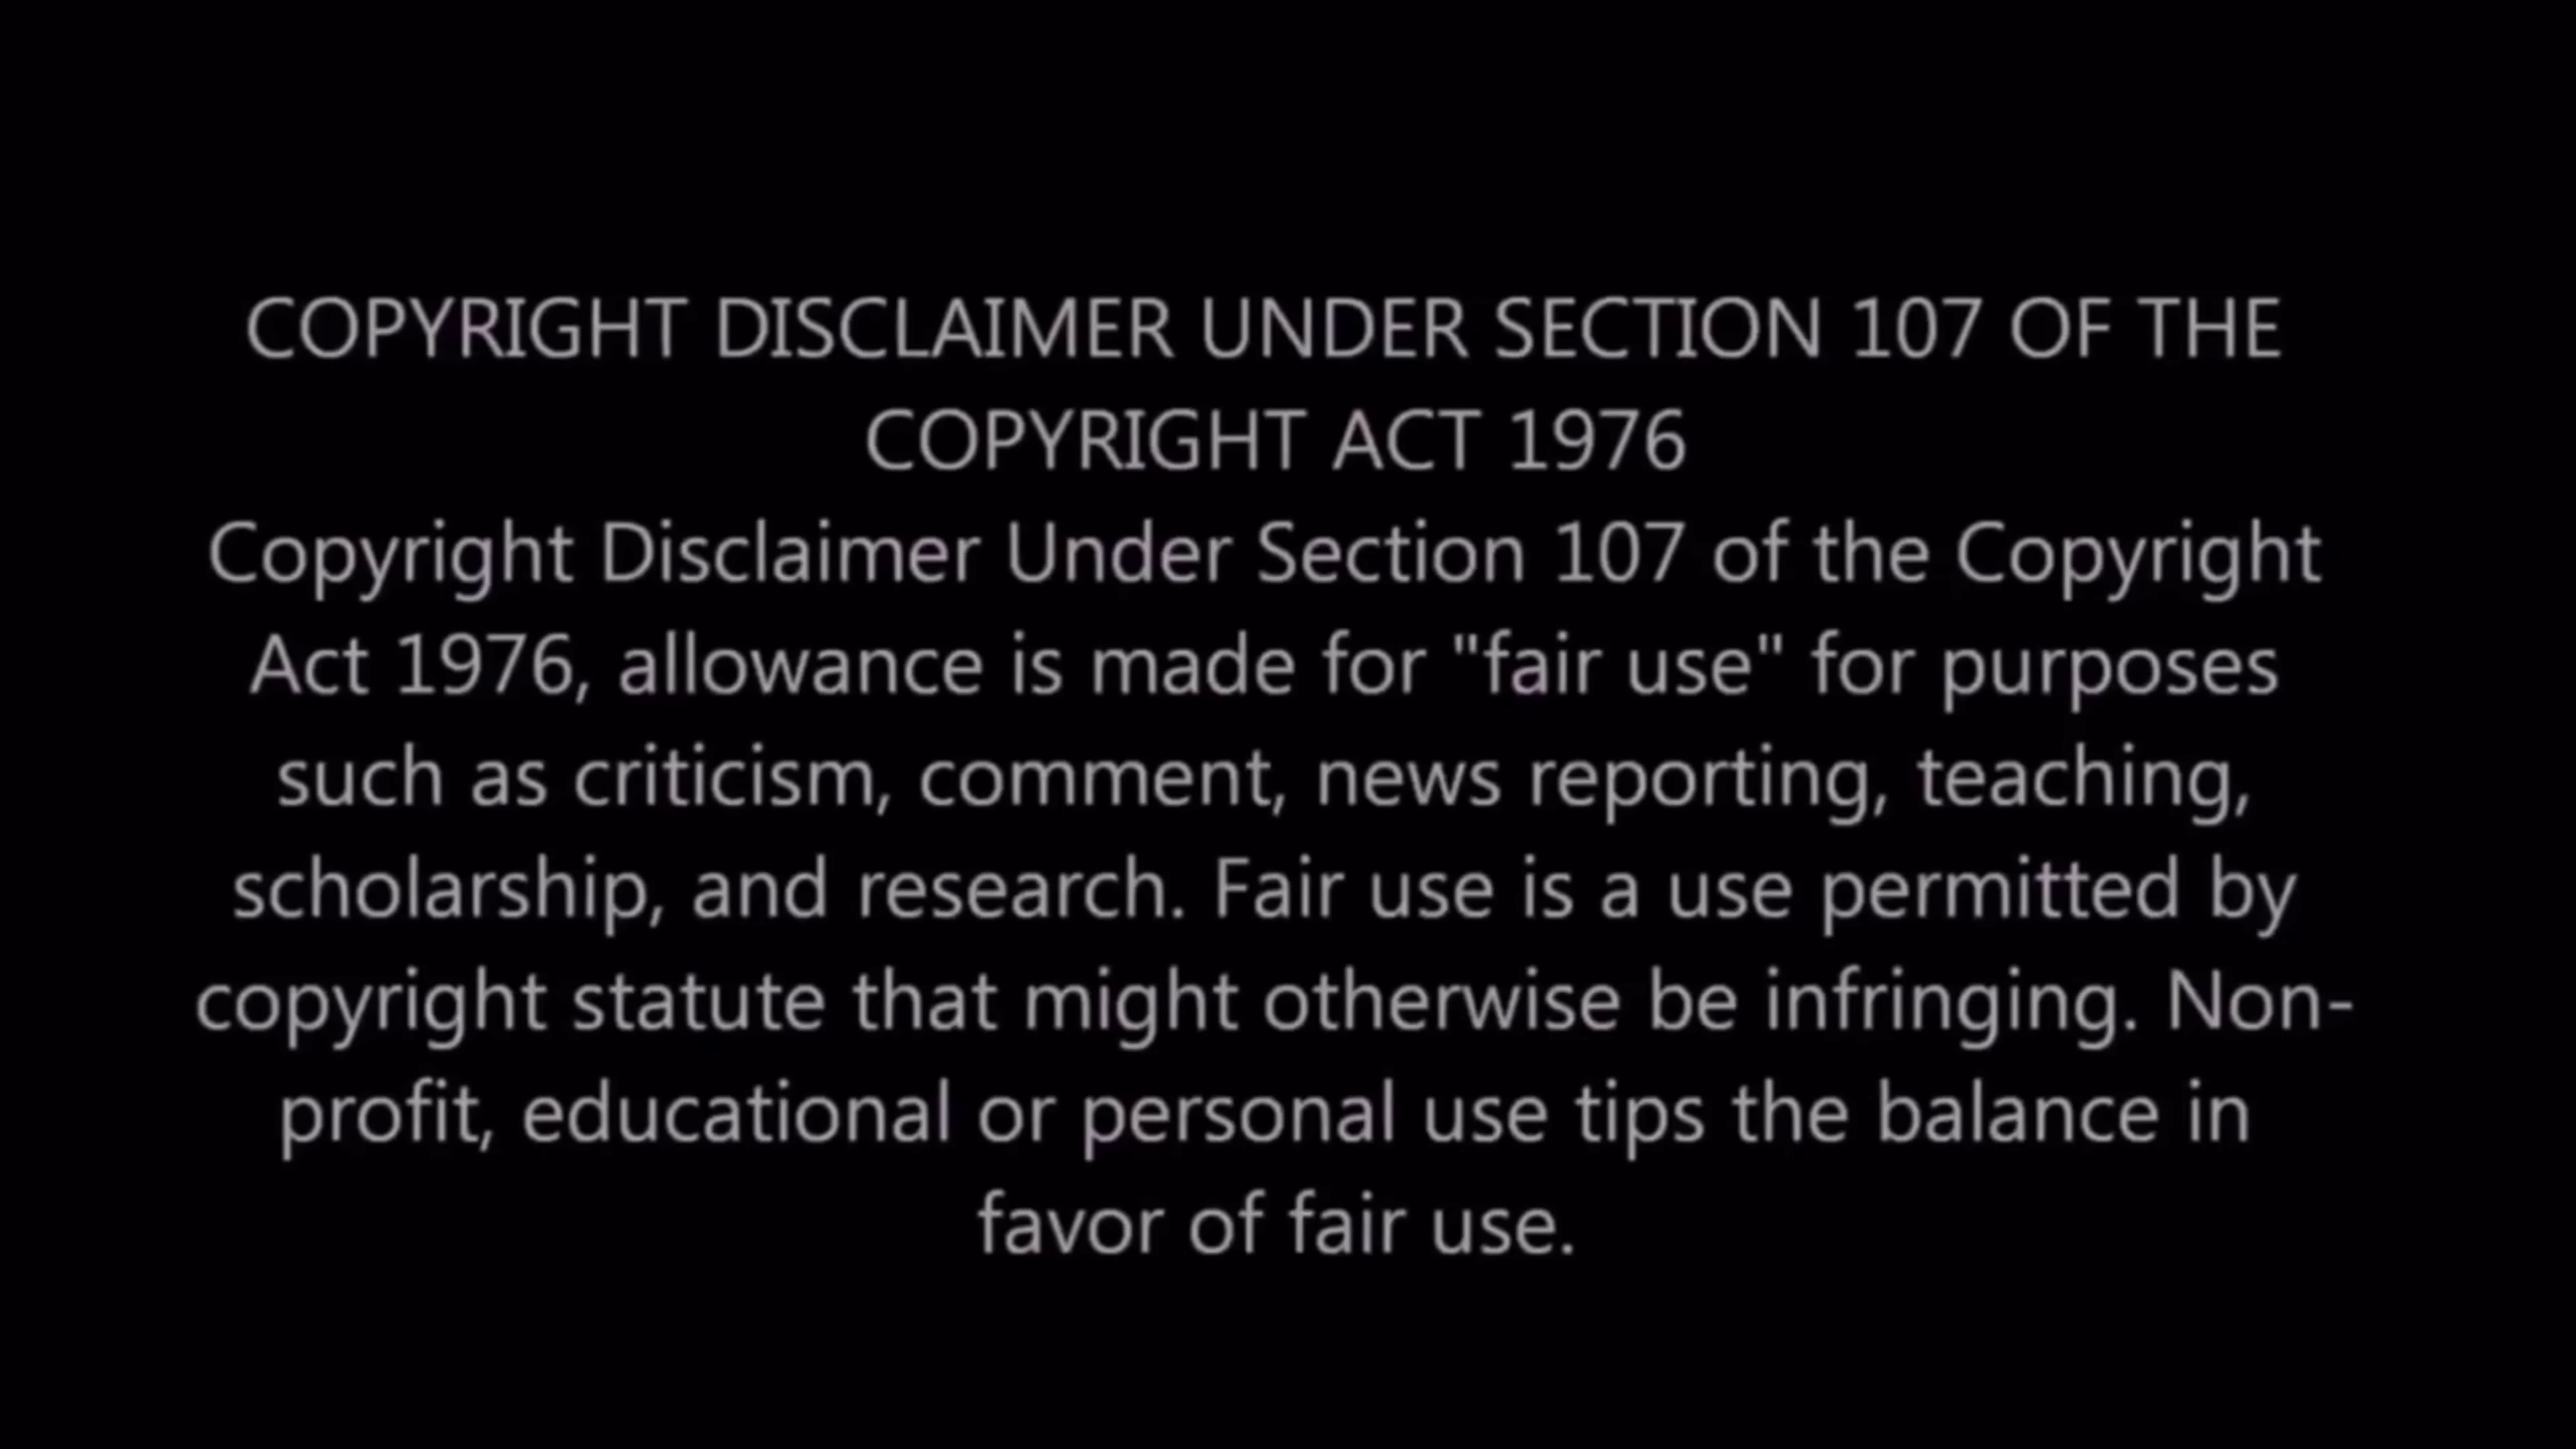 COPYRIGHT DISCLAIMER UNDER SECTION 107 OF THE
COPYRIGHT ACT 1976
Copyright Disclaimer Under Section 107 of the Copyright
Act 1976, allowance is made for "fair use" for purposes
such as criticism, comment, news reporting, teaching,
scholarship, and research. Fair use is a use permitted by
copyright statute that might otherwise be infringing. Non-
profit, educational or personal use tips the balance in
favor of fair use.